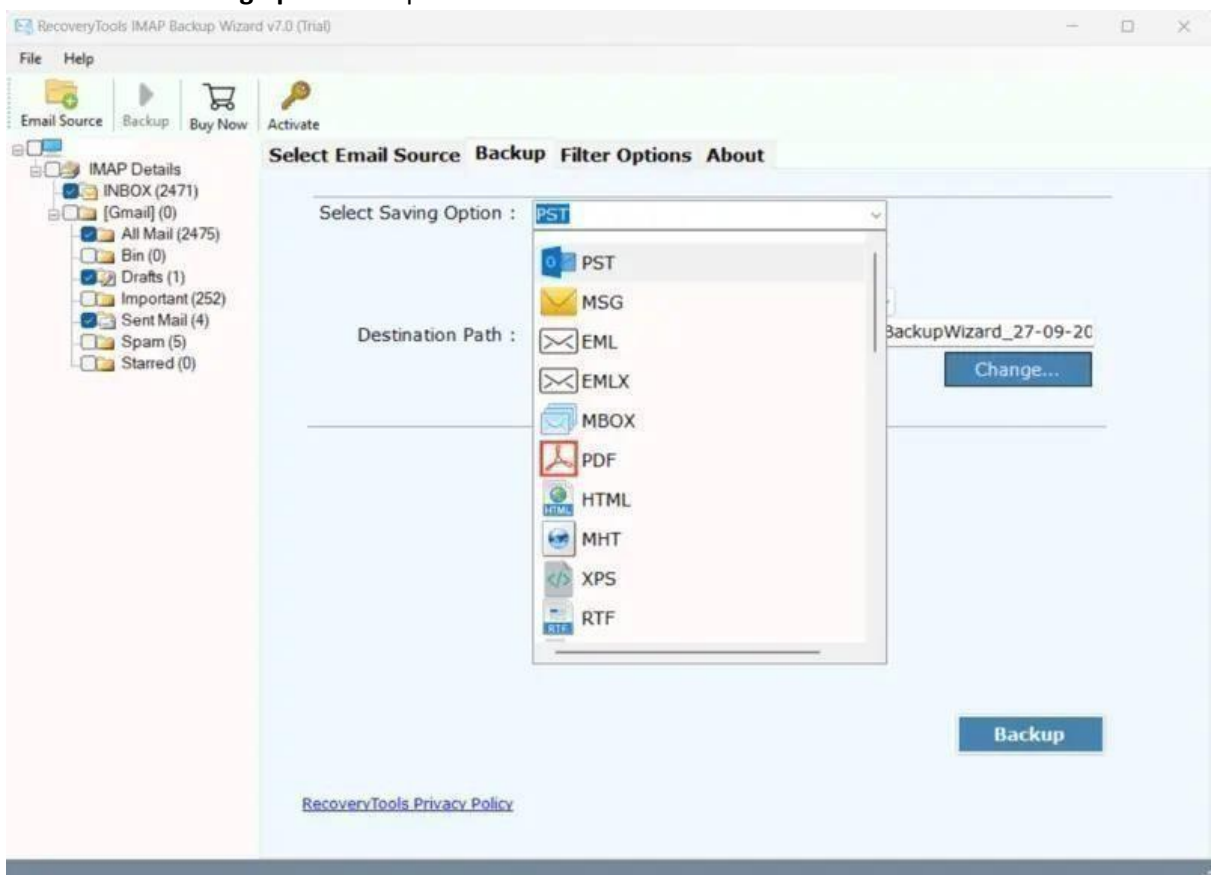 RecoveryTools IMAP Backup Wizard v7.0 (Trial)
File Help
Email Source Backup Buy Now Activate
IMAP Details
INBOX (2471)
[Gmail] (0)
All Mail (2475)
Bin (0)
Drafts (1)
Important (252)
Sent Mail (4)
Spam (5)
Starred (0)
Select Email Source Backup Filter Options About
Select Saving Option : PST
PST
MSG
EML
EMLX
MBOX
PDF
HTML
MHT
XPS
RTF
Destination Path : BackupWizard_27-09-20
Change...
Backup
RecoveryTools Privacy Policy